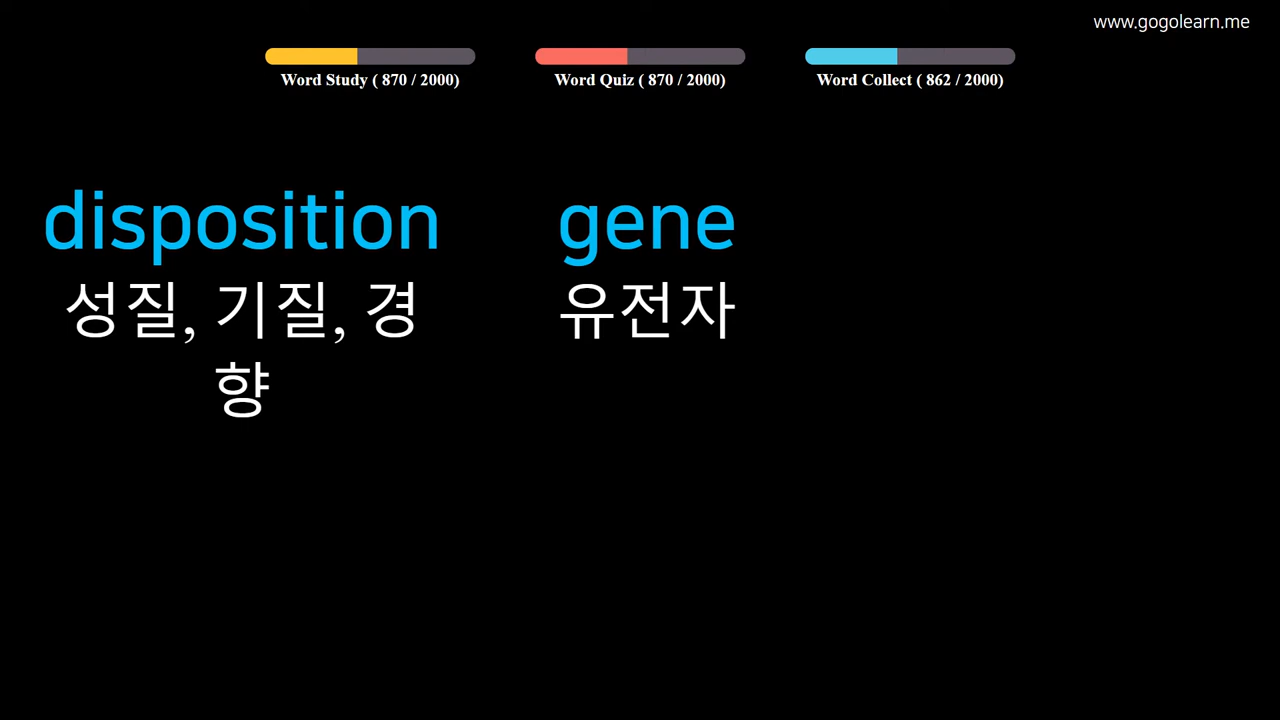 www.gogolearn.me
Word Study ( 870 / 2000)
Word Quiz ( 870 / 2000)
Word Collect ( 862 / 2000)
disposition
성질, 기질, 경
향
gene
유전자